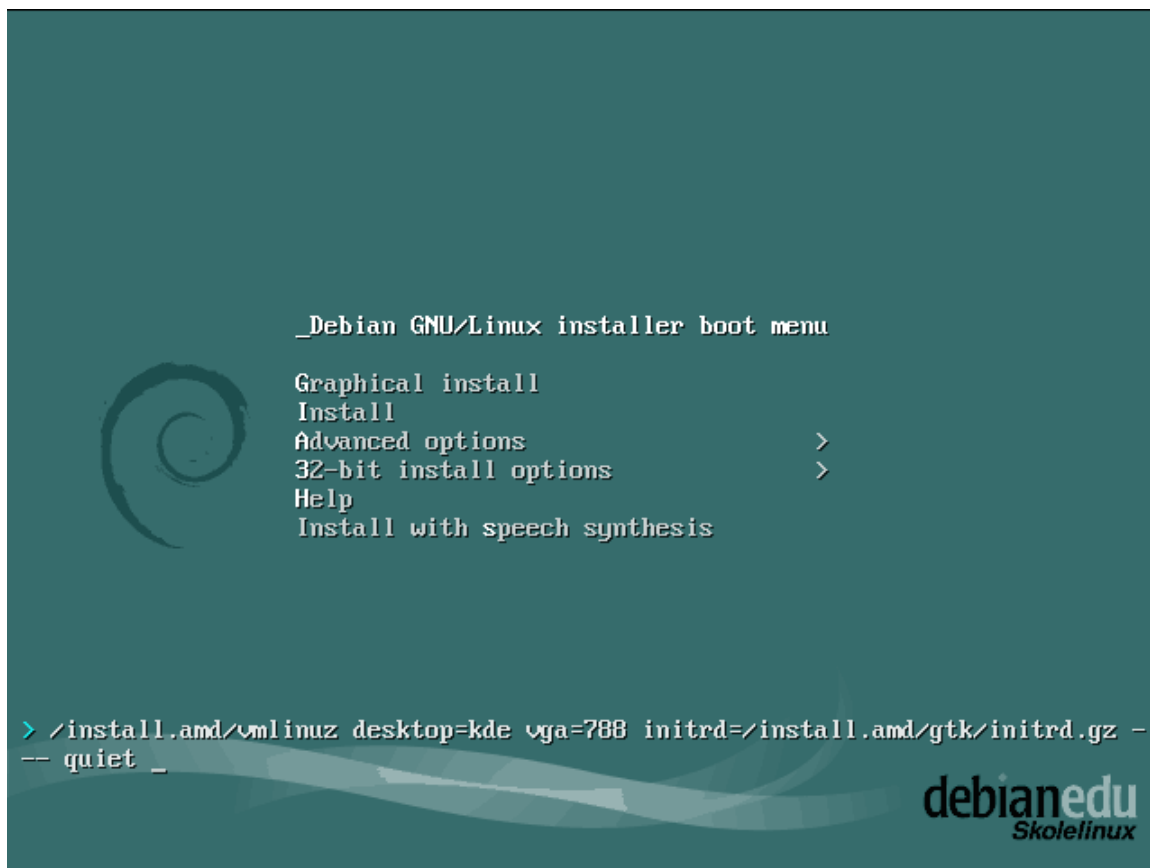 _Debian GNU/Linux installer boot menu
Graphical install
Install
Advanced options >
32-bit install options >
Help
Install with speech synthesis
> /install.amd/vmlinuz desktop=kde vga=788 initrd=/install.amd/gtk/initrd.gz -
-- quiet _
debianedu
Skolelinux